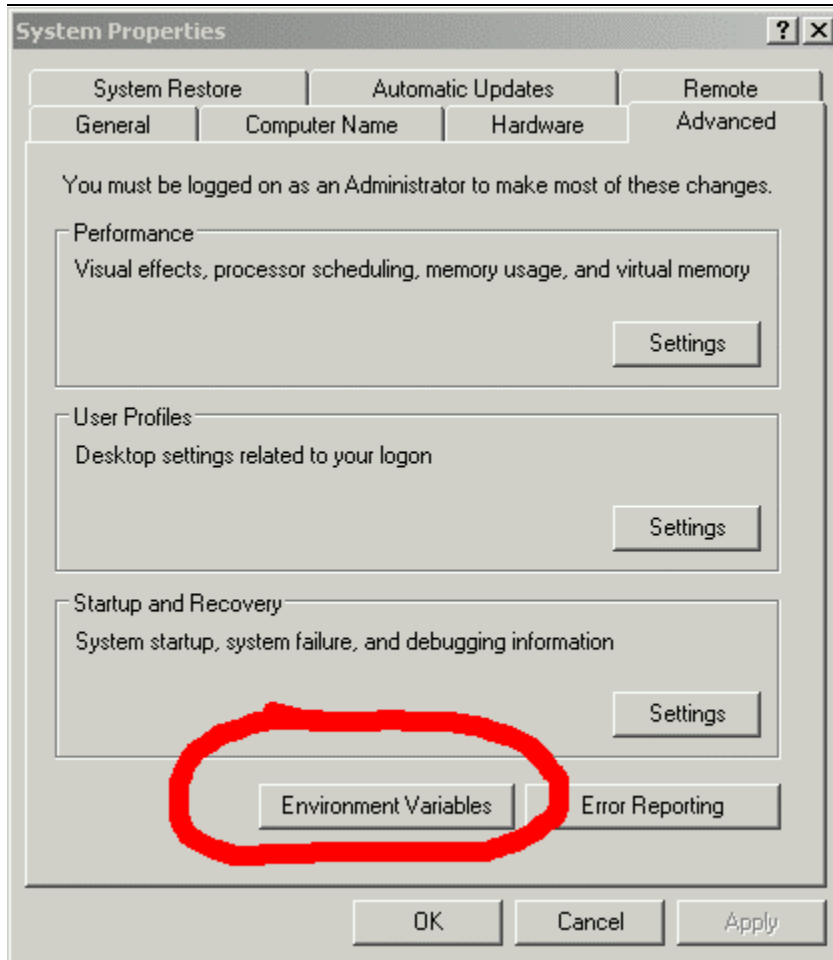 System Properties
?
System Restore Automatic Updates Remote
General Computer Name Hardware Advanced
You must be logged on as an Administrator to make most of these changes.
Performance
Visual effects, processor scheduling, memory usage, and virtual memory
Settings
User Profiles
Desktop settings related to your logon
Settings
Startup and Recovery
System startup, system failure, and debugging information
Settings
Environment Variables Error Reporting
OK Cancel Apply